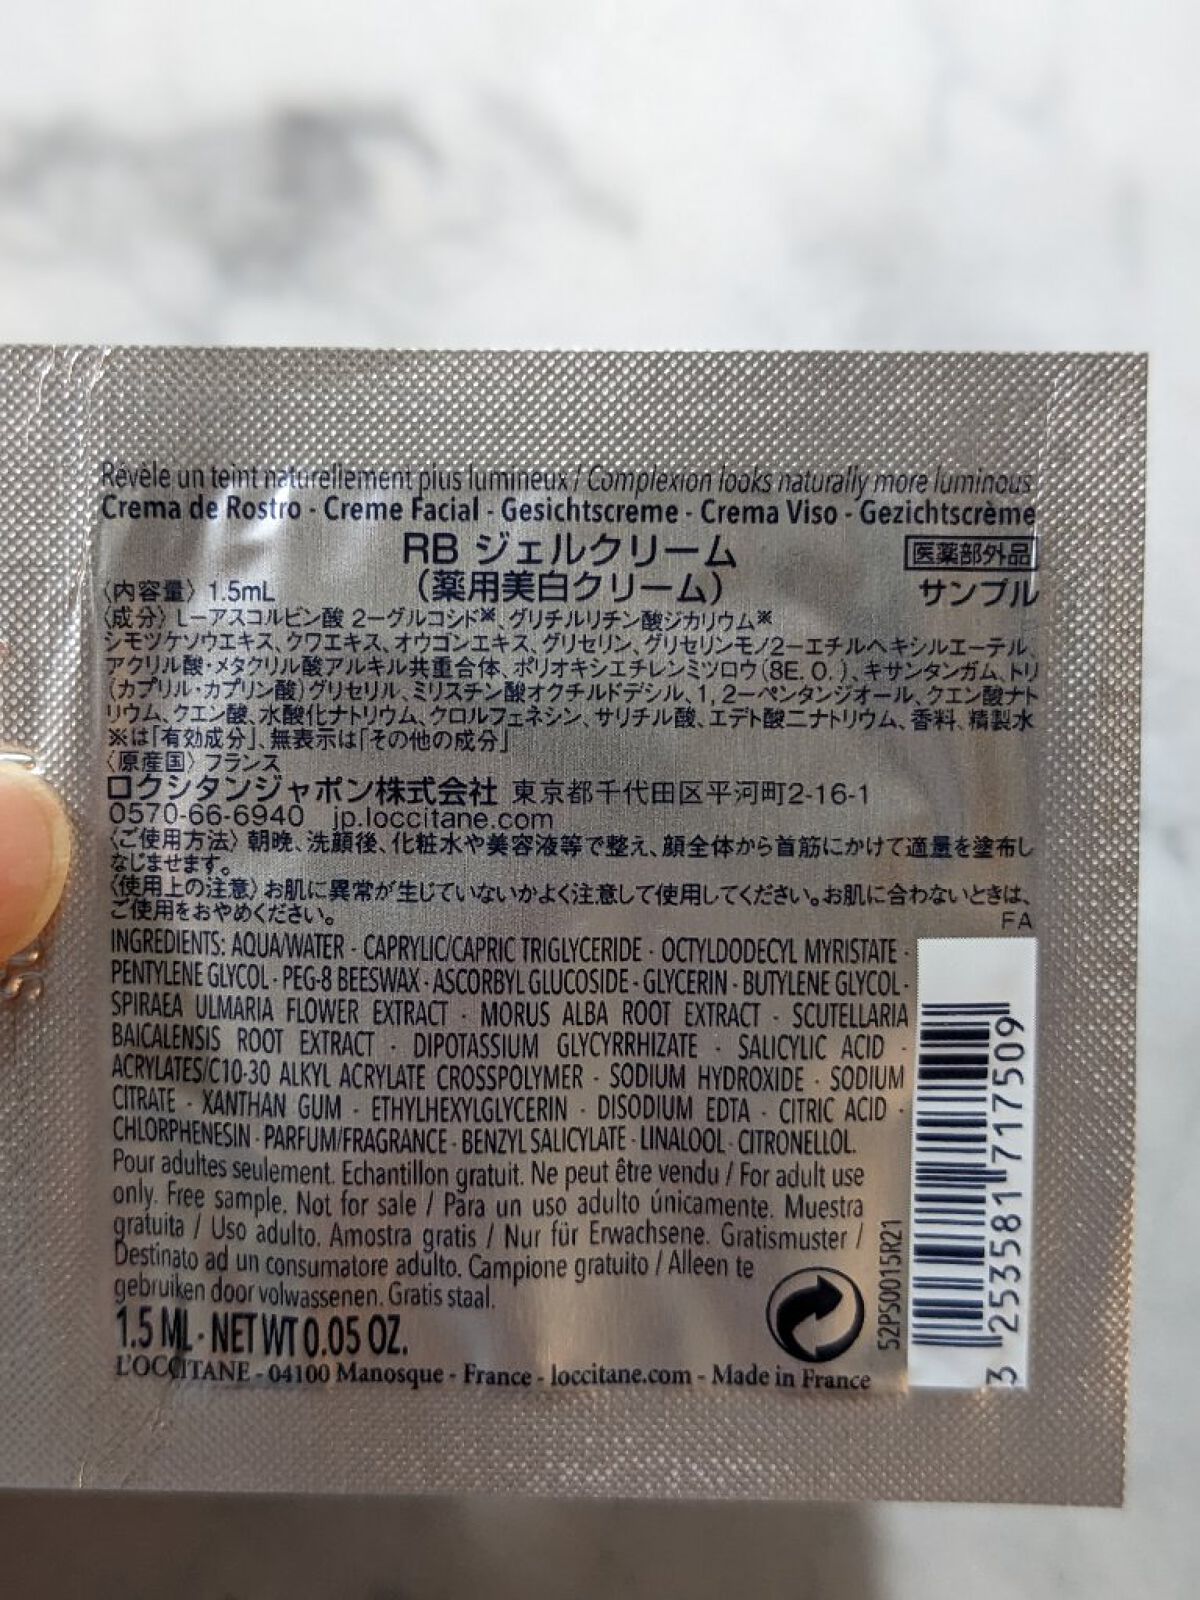 Révèle un teint naturellement plus lumineux / Complexion looks naturally more luminous
Crema de Rostro - Creme Facial - Gesichtscreme - Crema Viso - Gezichtscrème
RB ジェルクリーム 医薬部外品
〈内容量〉 1.5mL (薬用美白クリーム) サンプル
〈成分〉 L-アスコルビン酸 2-グルコシド※、グリチルリチン酸ジカリウム※
シモツケソウエキス、クワエキス、オウゴンエキス、グリセリン、グリセリンモノ2-エチルヘキシルエーテル、
アクリル酸・メタクリル酸アルキル共重合体、ポリオキシエチレンミツロウ(8E. O. )、キサンタンガム、トリ
(カプリル・カプリン酸)グリセリル、ミリスチン酸オクチルドデシル、1, 2-ペンタンジオール、クエン酸ナト
リウム、クエン酸、水酸化ナトリウム、クロルフェネシン、サリチル酸、エデト酸二ナトリウム、香料、精製水
※は「有効成分」、無表示は「その他の成分」
〈原産国〉 フランス
ロクシタンジャポン株式会社 東京都千代田区平河町2-16-1
0570-66-6940 jp.loccitane.com
〈ご使用方法〉 朝晩、洗顔後、化粧水や美容液等で整え、顔全体から首筋にかけて適量を塗布し
なじませます。
〈使用上の注意〉 お肌に異常が生じていないかよく注意して使用してください。お肌に合わないときは、
ご使用をおやめください。 FA
INGREDIENTS: AQUA/WATER - CAPRYLIC/CAPRIC TRIGLYCERIDE - OCTYLDODECYL MYRISTATE -
PENTYLENE GLYCOL - PEG-8 BEESWAX - ASCORBYL GLUCOSIDE - GLYCERIN - BUTYLENE GLYCOL -
SPIRAEA ULMARIA FLOWER EXTRACT - MORUS ALBA ROOT EXTRACT - SCUTELLARIA
BAICALENSIS ROOT EXTRACT - DIPOTASSIUM GLYCYRRHIZATE - SALICYLIC ACID -
ACRYLATES/C10-30 ALKYL ACRYLATE CROSSPOLYMER - SODIUM HYDROXIDE - SODIUM
CITRATE - XANTHAN GUM - ETHYLHEXYLGLYCERIN - DISODIUM EDTA - CITRIC ACID -
CHLORPHENESIN - PARFUM/FRAGRANCE - BENZYL SALICYLATE - LINALOOL - CITRONELLOL.
Pour adultes seulement. Echantillon gratuit. Ne peut être vendu / For adult use
only. Free sample. Not for sale / Para un uso adulto únicamente. Muestra
gratuita / Uso adulto. Amostra gratis / Nur für Erwachsene. Gratismuster /
Destinato ad un consumatore adulto. Campione gratuito / Alleen te
gebruiken door volwassenen. Gratis staal.
1.5 ML - NET WT 0.05 OZ.
L'OCCITANE - 04100 Manosque - France - loccitane.com - Made in France
52PS0015R21
3 253581 717509